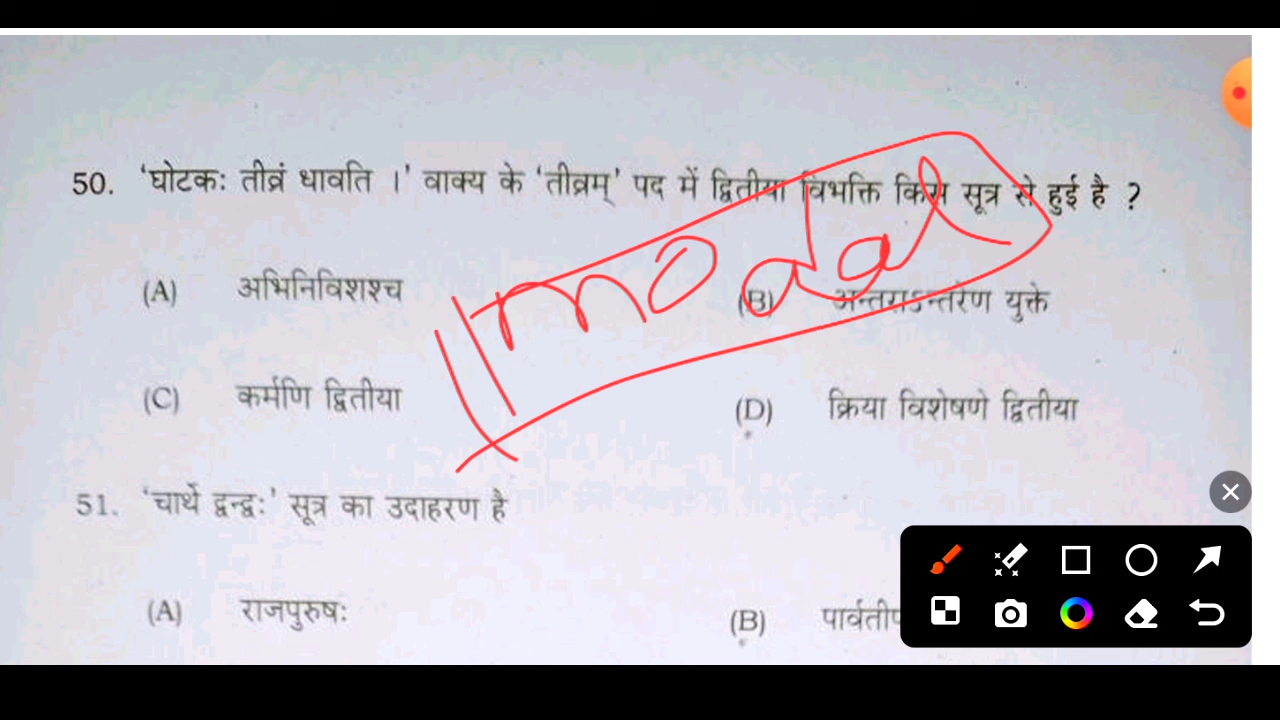 50. 'घोटकः तीव्रं धावति ।' वाक्य के 'तीव्रम्' पद में द्वितीया विभक्ति किस सूत्र से हुई है ?
modal
(A) अभिनिविशश्च (B) अन्तराऽन्तरेण युक्ते
(C) कर्मणि द्वितीया (D) क्रिया विशेषणे द्वितीया
51. 'चार्थे द्वन्द्वः' सूत्र का उदाहरण है
(A) राजपुरुषः (B)